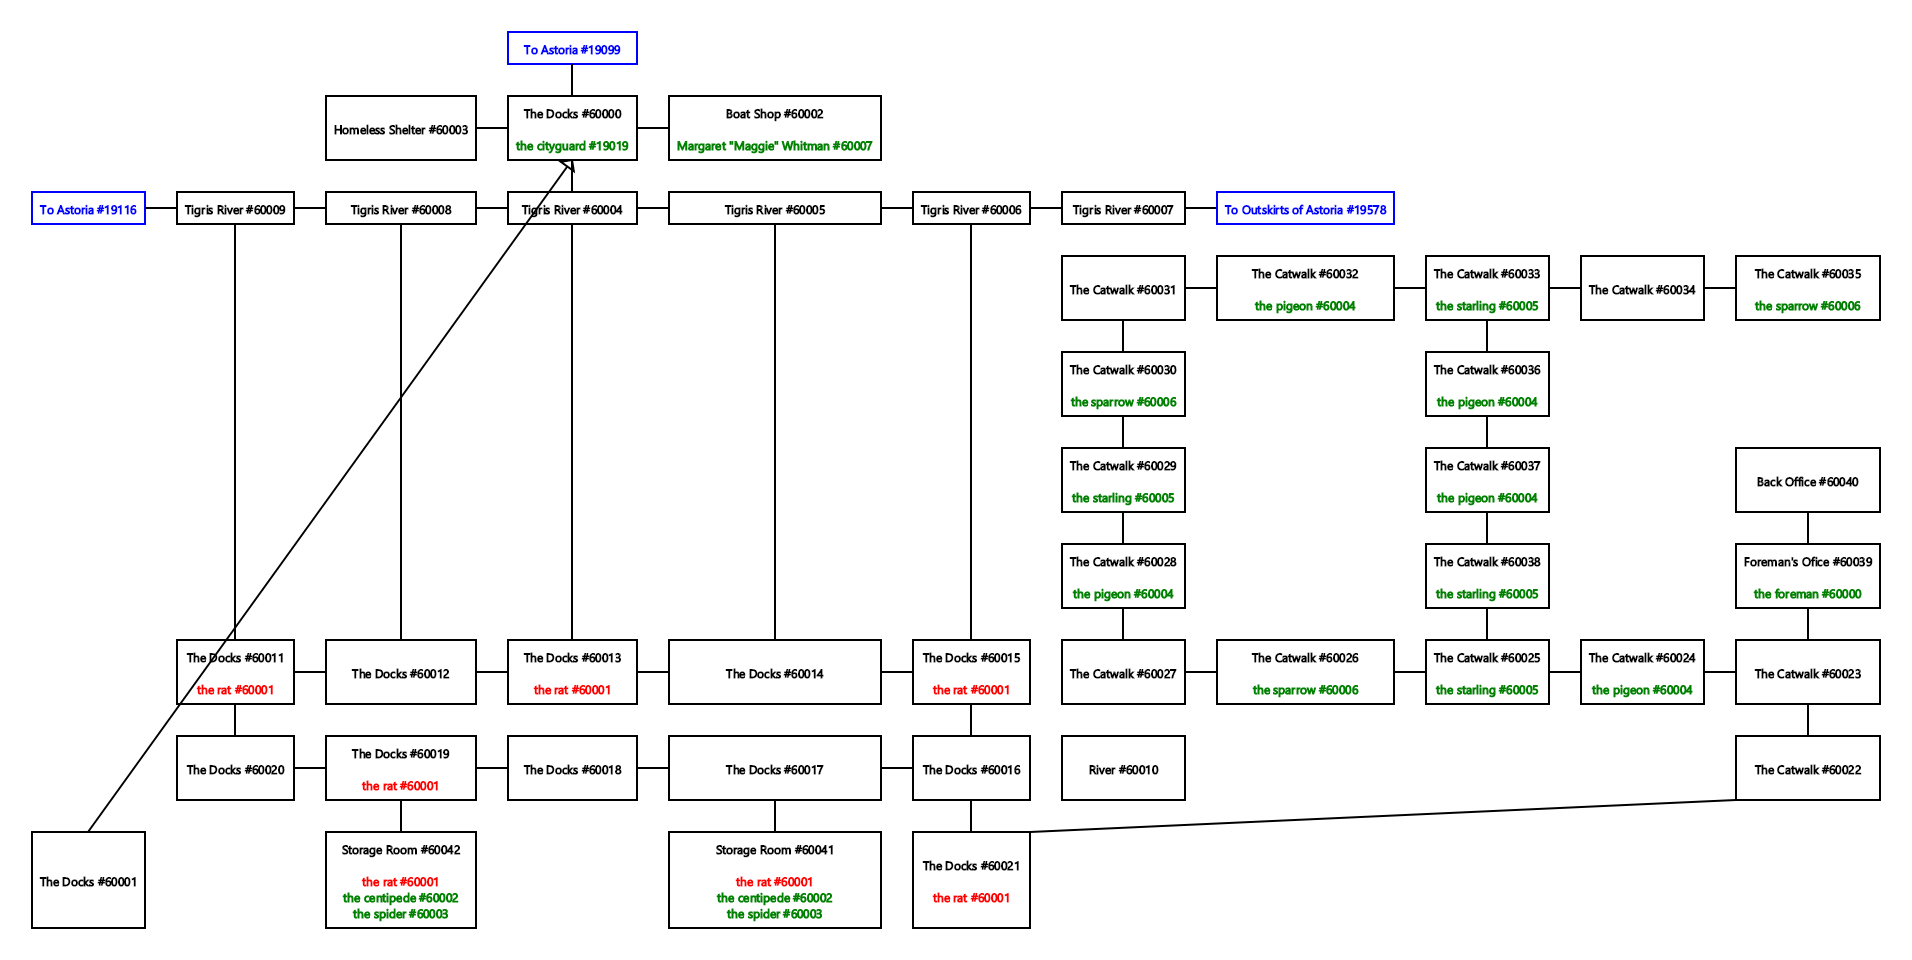 To Astoria #19099
Homeless Shelter #60003
The Docks #60000
the cityguard #19019
Boat Shop #60002
Margaret "Maggie" Whitman #60007
To Astoria #19116
Tigris River #60009
Tigris River #60008
Tigris River #60004
Tigris River #60005
Tigris River #60006
Tigris River #60007
To Outskirts of Astoria #19578
The Catwalk #60031
The Catwalk #60032
the pigeon #60004
The Catwalk #60033
the starling #60005
The Catwalk #60034
The Catwalk #60035
the sparrow #60006
The Catwalk #60030
the sparrow #60006
The Catwalk #60036
the pigeon #60004
The Catwalk #60029
the starling #60005
The Catwalk #60037
the pigeon #60004
Back Office #60040
The Catwalk #60028
the pigeon #60004
The Catwalk #60038
the starling #60005
Foreman's Ofice #60039
the foreman #60000
The Docks #60011
the rat #60001
The Docks #60012
The Docks #60013
the rat #60001
The Docks #60014
The Docks #60015
the rat #60001
The Catwalk #60027
The Catwalk #60026
the sparrow #60006
The Catwalk #60025
the starling #60005
The Catwalk #60024
the pigeon #60004
The Catwalk #60023
The Docks #60020
The Docks #60019
the rat #60001
The Docks #60018
The Docks #60017
The Docks #60016
River #60010
The Catwalk #60022
The Docks #60001
Storage Room #60042
the rat #60001
the centipede #60002
the spider #60003
Storage Room #60041
the rat #60001
the centipede #60002
the spider #60003
The Docks #60021
the rat #60001